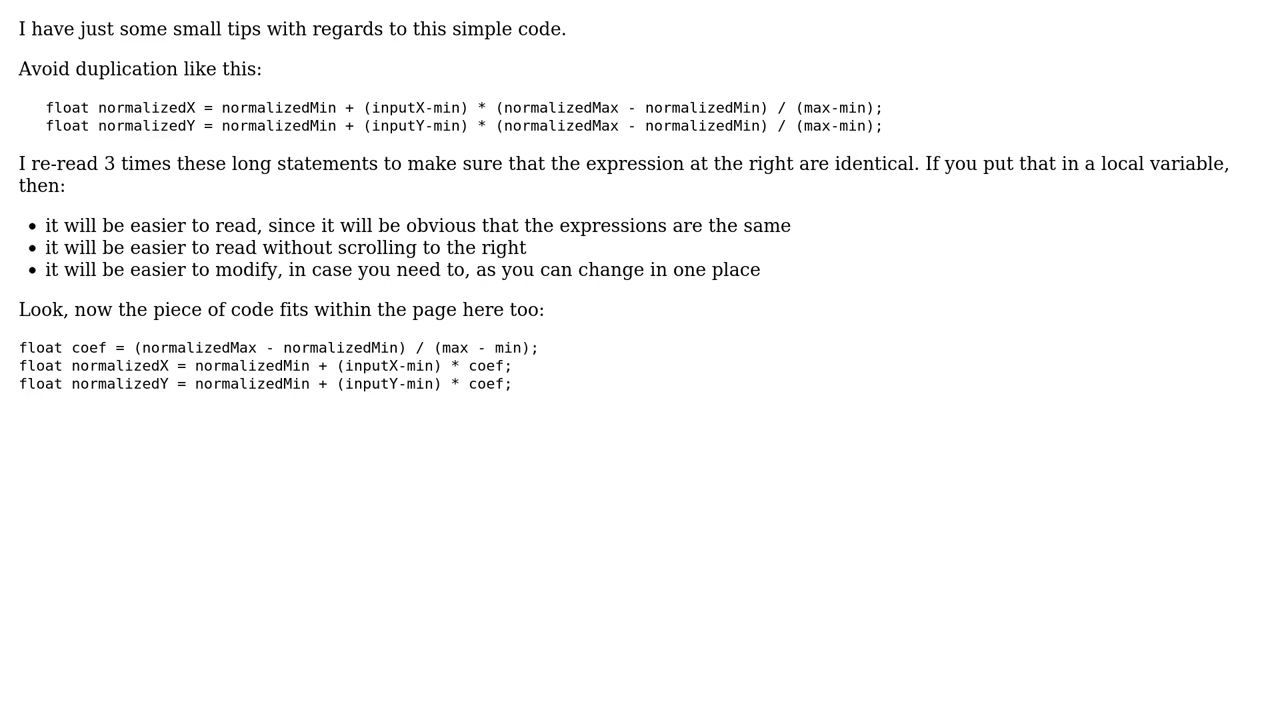 I have just some small tips with regards to this simple code.
Avoid duplication like this:
float normalizedX = normalizedMin + (inputX-min) * (normalizedMax - normalizedMin) / (max-min);
float normalizedY = normalizedMin + (inputY-min) * (normalizedMax - normalizedMin) / (max-min);
I re-read 3 times these long statements to make sure that the expression at the right are identical. If you put that in a local variable,
then:
• it will be easier to read, since it will be obvious that the expressions are the same
• it will be easier to read without scrolling to the right
• it will be easier to modify, in case you need to, as you can change in one place
Look, now the piece of code fits within the page here too:
float coef = (normalizedMax - normalizedMin) / (max - min);
float normalizedX = normalizedMin + (inputX-min) * coef;
float normalizedY = normalizedMin + (inputY-min) * coef;